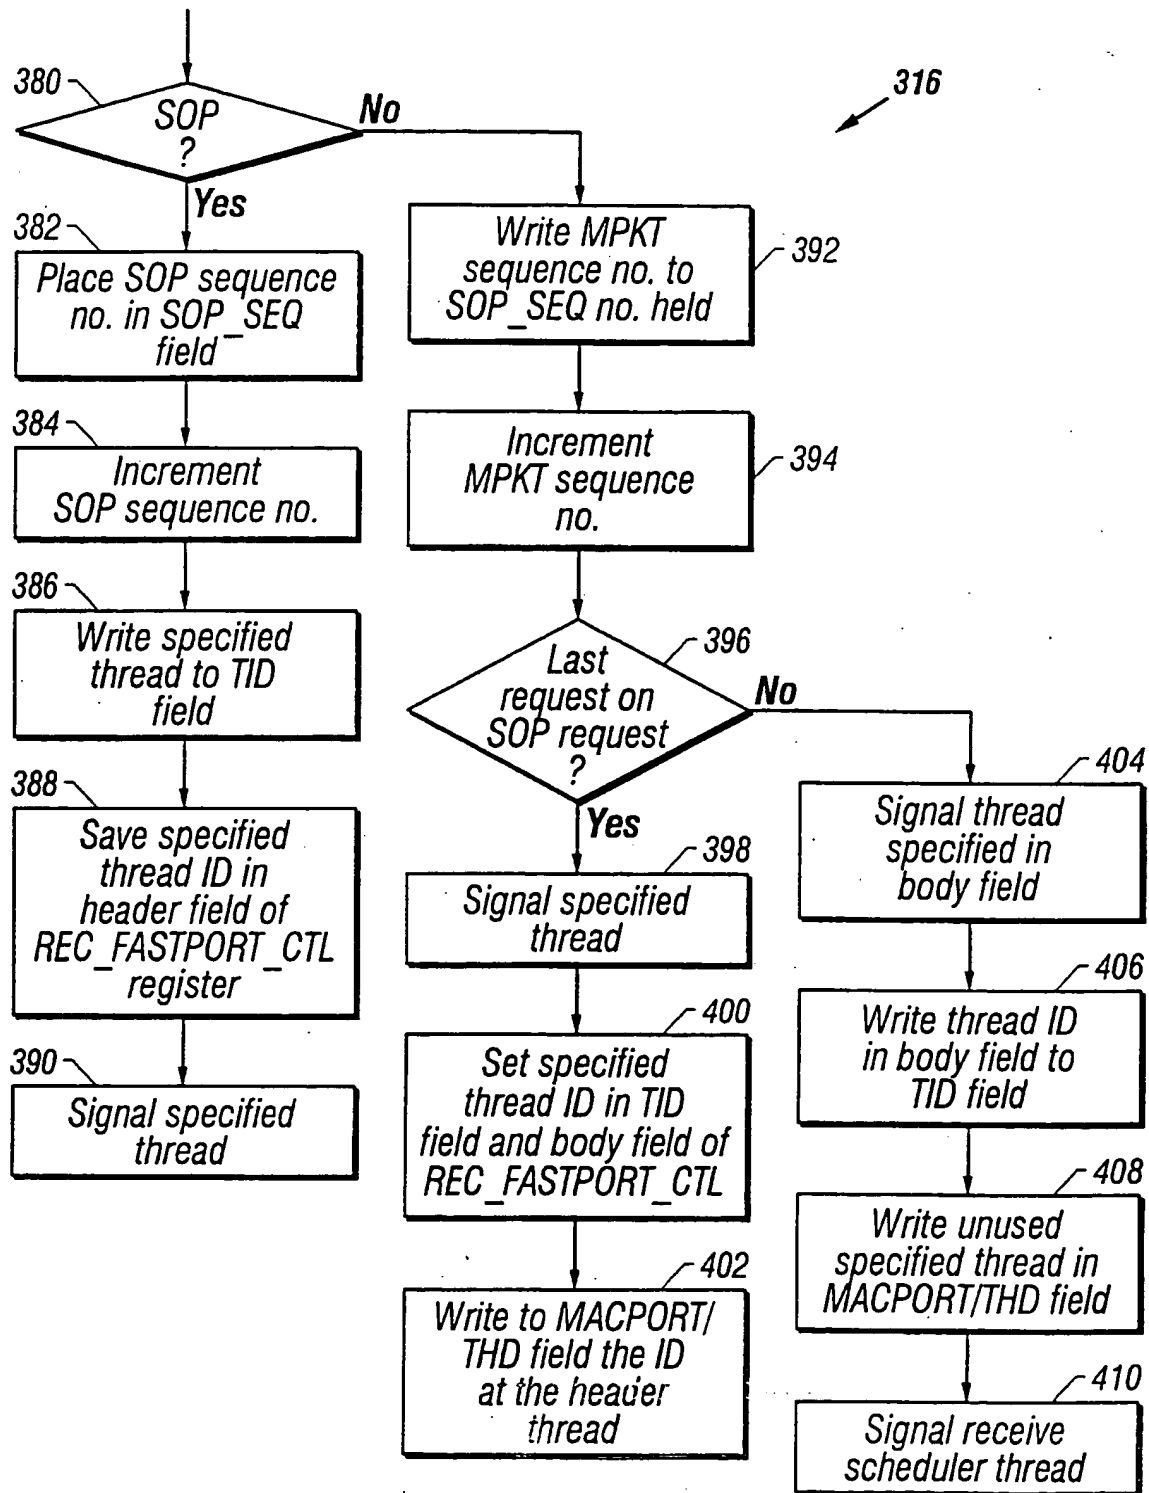 316
380
SOP
?
No
Yes
382
Place SOP sequence
no. in SOP_SEQ
field
384
Increment
SOP sequence no.
386
Write specified
thread to TID
field
388
Save specified
thread ID in
header field of
REC_FASTPORT_CTL
register
390
Signal specified
thread
392
Write MPKT
sequence no. to
SOP_SEQ no. held
394
Increment
MPKT sequence
no.
396
Last
request on
SOP request
?
No
Yes
398
Signal specified
thread
400
Set specified
thread ID in TID
field and body field of
REC_FASTPORT_CTL
402
Write to MACPORT/
THD field the ID
at the header
thread
404
Signal thread
specified in
body field
406
Write thread ID
in body field to
TID field
408
Write unused
specified thread in
MACPORT/THD field
410
Signal receive
scheduler thread